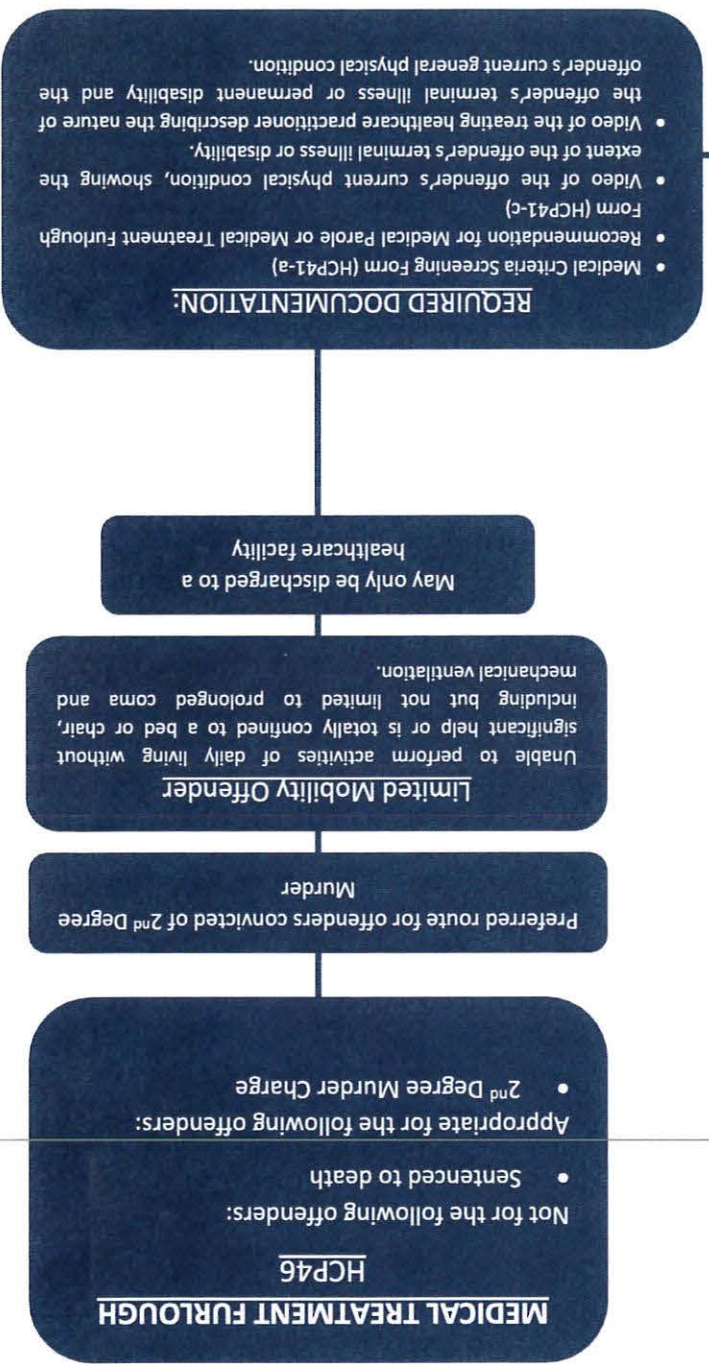 MEDICAL TREATMENT FURLOUGH
HCP46
Not for the following offenders:
• Sentenced to death
Appropriate for the following offenders:
• 2nd Degree Murder Charge
Preferred route for offenders convicted of 2nd Degree
Murder
Limited Mobility Offender
Unable to perform activities of daily living without
significant help or is totally confined to a bed or chair,
including but not limited to prolonged coma and
mechanical ventilation.
May only be discharged to a
healthcare facility
REQUIRED DOCUMENTATION:
• Medical Criteria Screening Form (HCP41-a)
• Recommendation for Medical Parole or Medical Treatment Furlough
Form (HCP41-c)
• Video of the offender's current physical condition, showing the
extent of the offender's terminal illness or disability.
• Video of the treating healthcare practitioner describing the nature of
the offender's terminal illness or permanent disability and the
offender's current general physical condition.